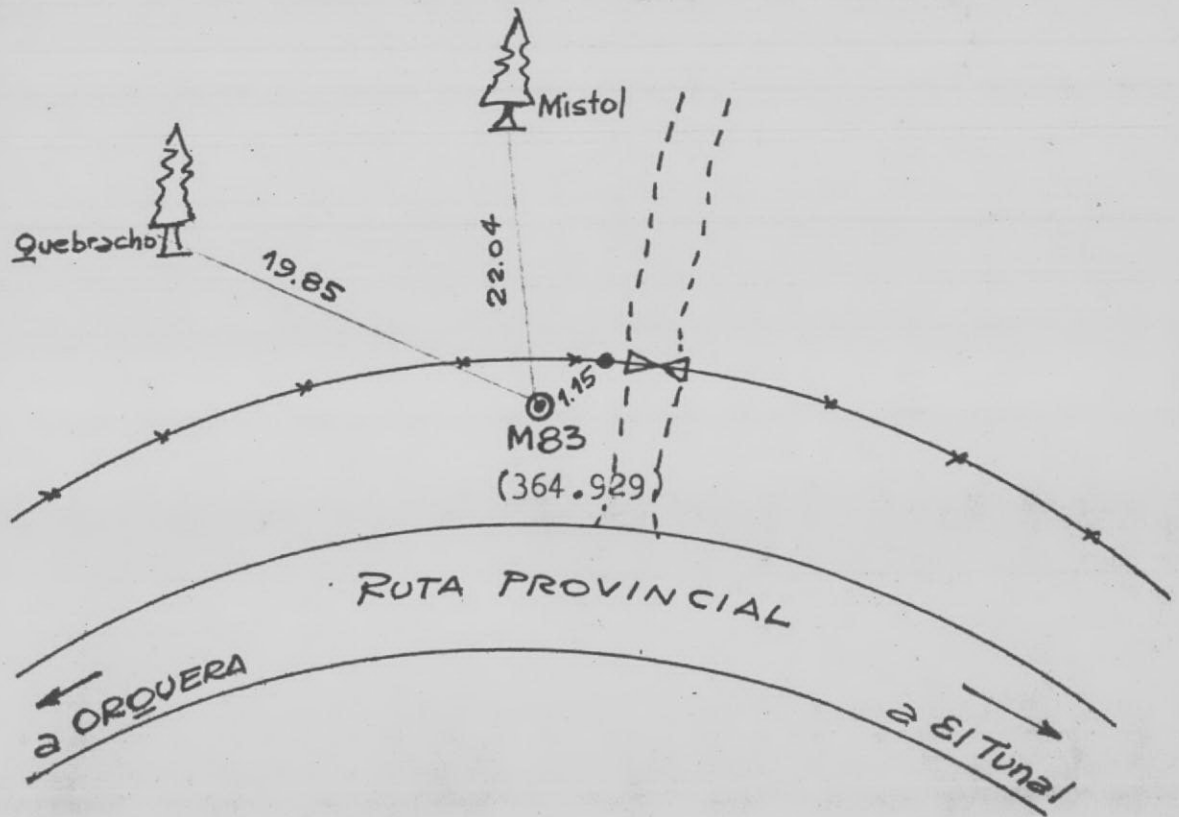 Mistol
Quebracho
19.85
22.04
1.15
M83
(364.929)
RUTA PROVINCIAL
a ORQUERA
a El Tunal